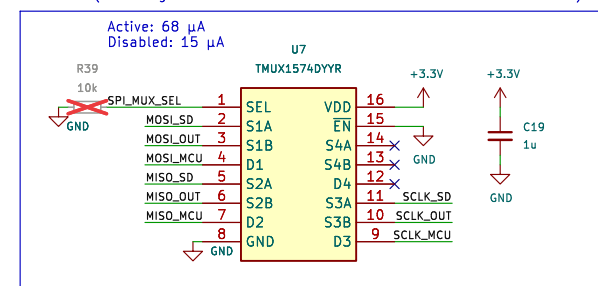 Active: 68 µA
Disabled: 15 µA
U7
TMUX1574DYYR
R39
10k
GND
SPI_MUX_SEL 1 SEL
MOSI_SD 2 S1A
MOSI_OUT 3 S1B
MOSI_MCU 4 D1
MISO_SD 5 S2A
MISO_OUT 6 S2B
MISO_MCU 7 D2
GND 8 GND
VDD 16 +3.3V
EN 15 GND
S4A 14
S4B 13
D4 12
S3A 11 SCLK_SD
S3B 10 SCLK_OUT
D3 9 SCLK_MCU
+3.3V
C19
1u
GND